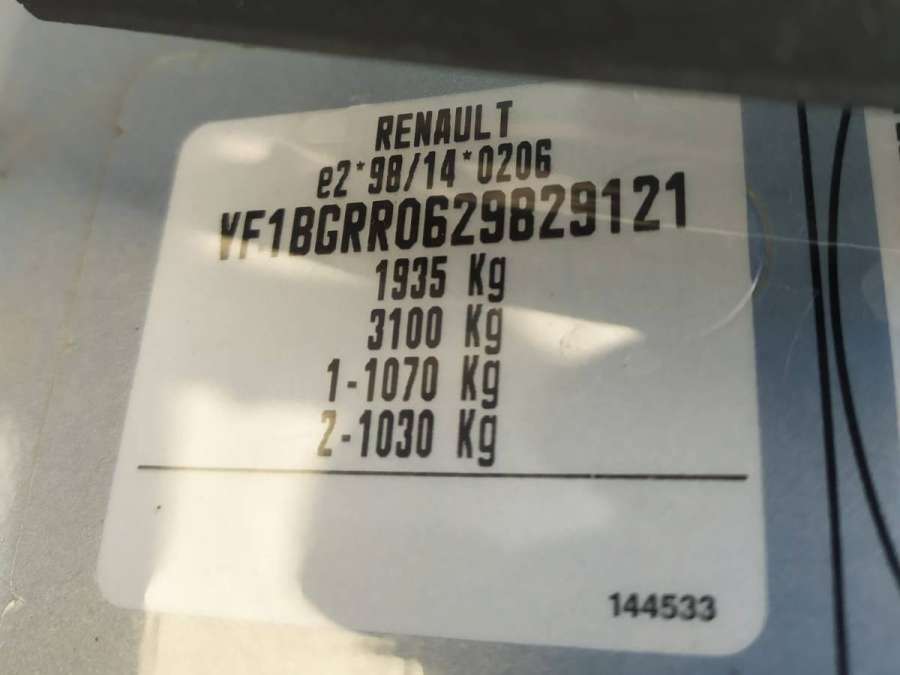 RENAULT
e2*98/14*0206
VF1BGRR0629829121
1935 Kg
3100 Kg
1-1070 Kg
2-1030 Kg
144533